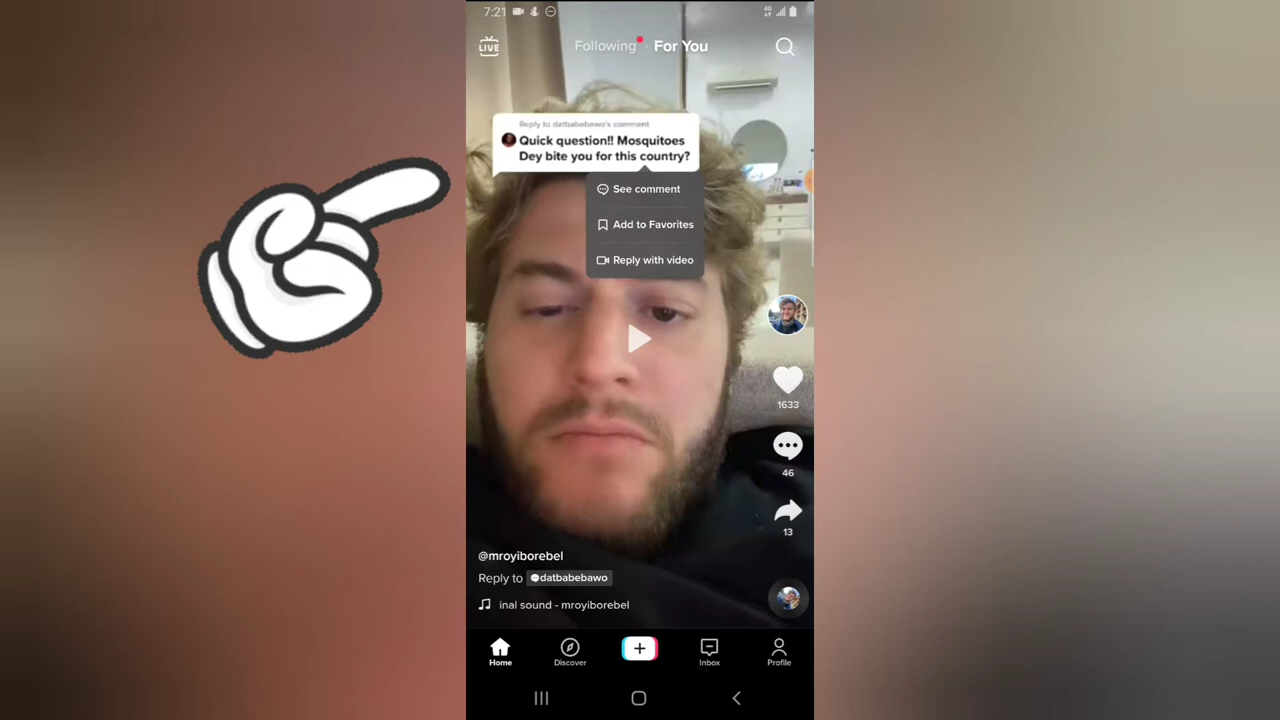 7:21
4G
LIVE
Following
For You
Reply to datbabebawo's comment
Quick question!! Mosquitoes
Dey bite you for this country?
See comment
Add to Favorites
Reply with video
1633
46
13
@mroyiborebel
Reply to datbabebawo
inal sound - mroyiborebel
Home
Discover
Inbox
Profile